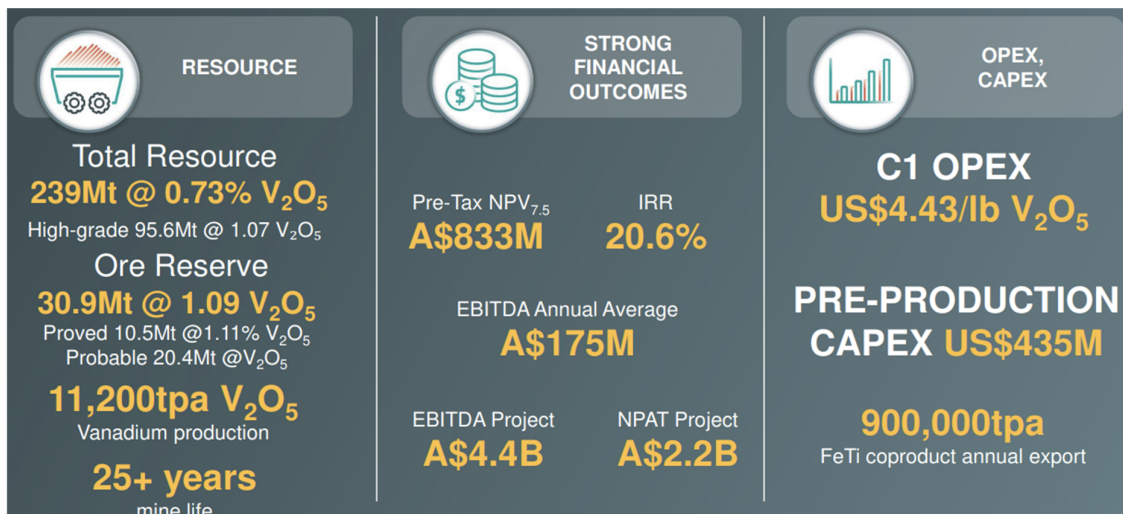 RESOURCE
Total Resource
239Mt @ 0.73% V₂O₅
High-grade 95.6Mt @ 1.07 V₂O₅
Ore Reserve
30.9Mt @ 1.09 V₂O₅
Proved 10.5Mt @1.11% V₂O₅
Probable 20.4Mt @V₂O₅
11,200tpa V₂O₅
Vanadium production
25+ years
mine life
STRONG
FINANCIAL
OUTCOMES
$
Pre-Tax NPV₇.₅
A$833M
IRR
20.6%
EBITDA Annual Average
A$175M
EBITDA Project
A$4.4B
NPAT Project
A$2.2B
OPEX,
CAPEX
C1 OPEX
US$4.43/lb V₂O₅
PRE-PRODUCTION
CAPEX US$435M
900,000tpa
FeTi coproduct annual export